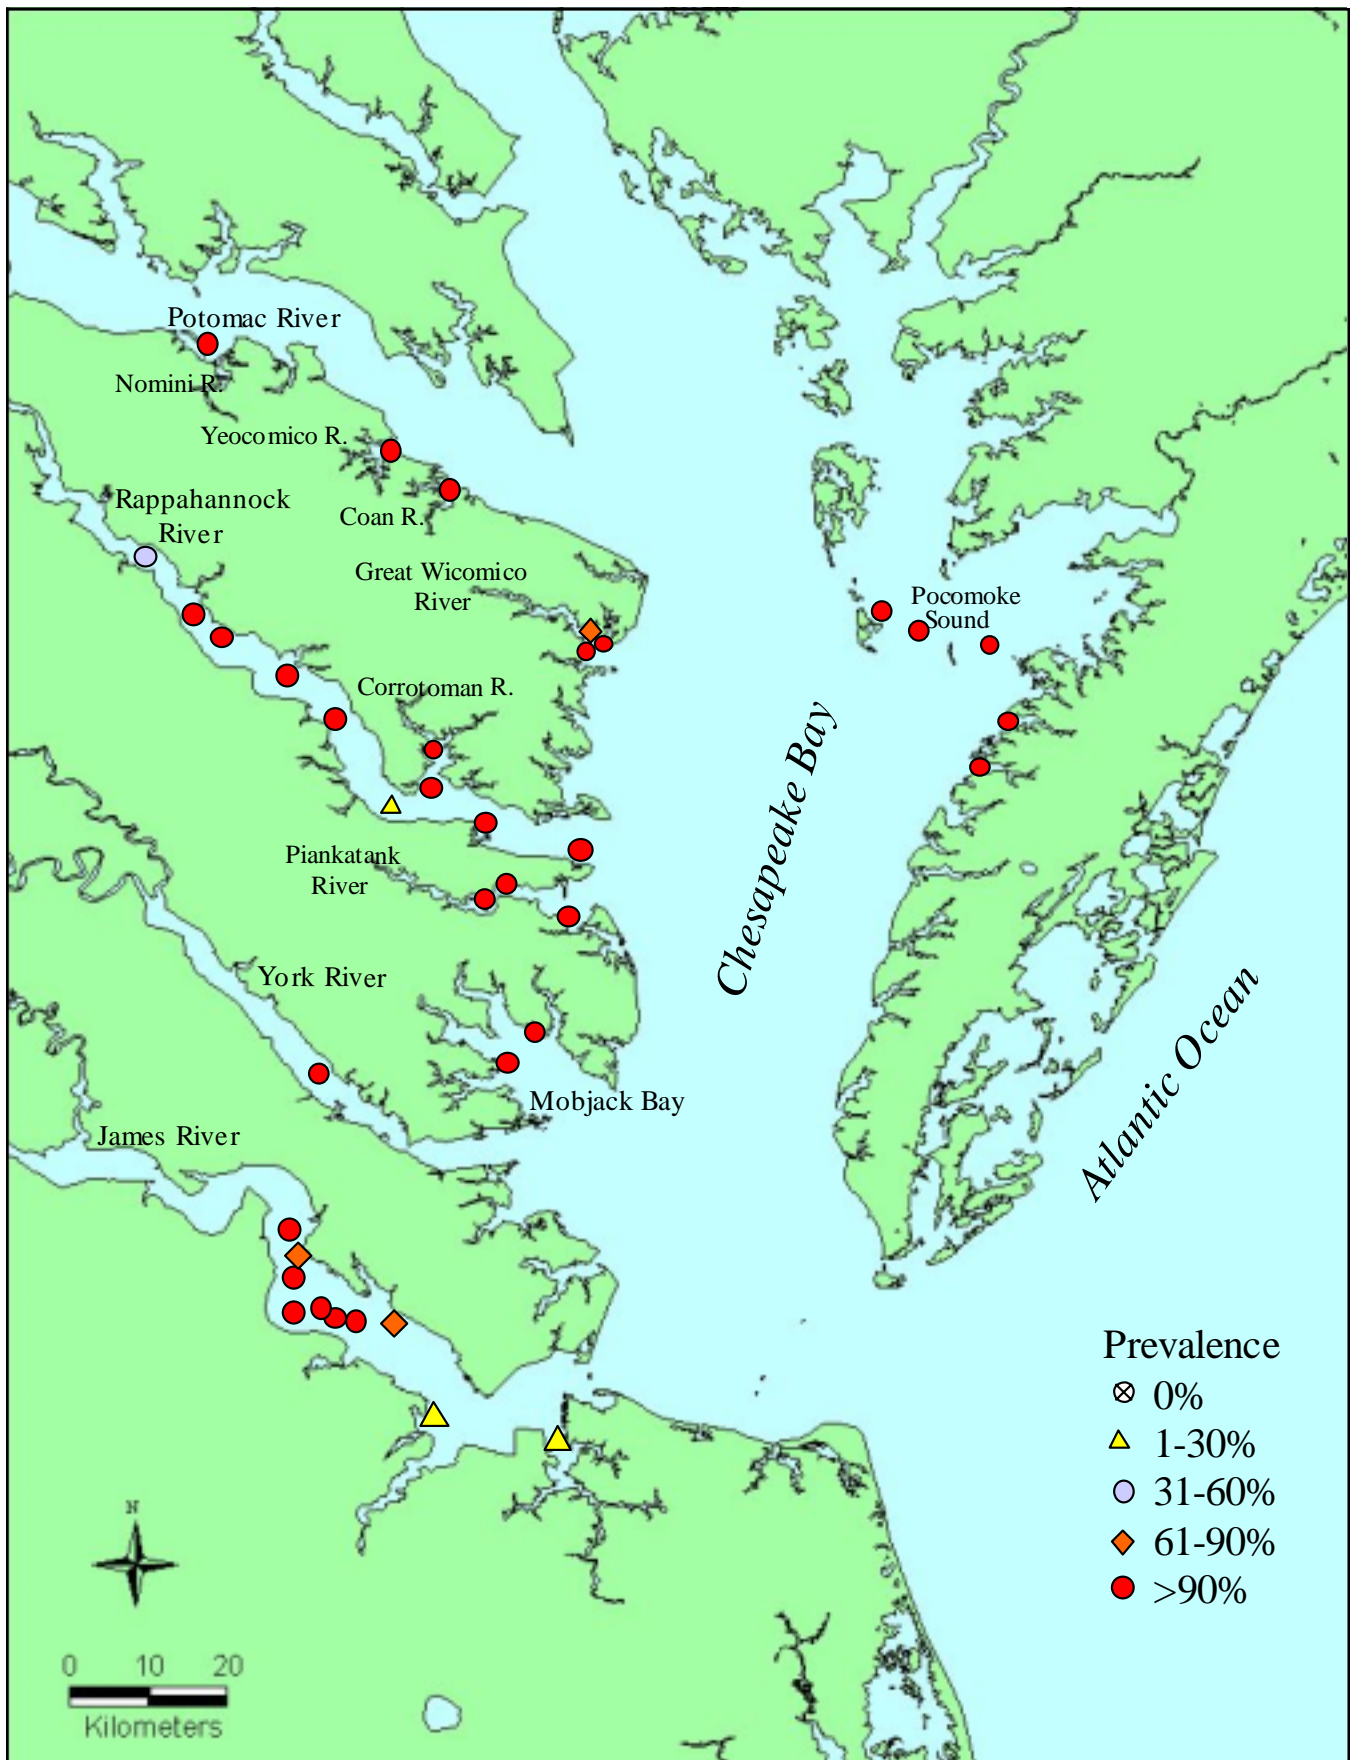 Potomac River
Nomini R.
Yeocomico R.
Rappahannock
River
Coan R.
Great Wicomico
River
Pocomoke
Sound
Corrotoman R.
Chesapeake Bay
Piankatank
River
York River
Atlantic Ocean
Mobjack Bay
James River
Prevalence
0%
1-30%
31-60%
61-90%
>90%
N
0 10 20
Kilometers